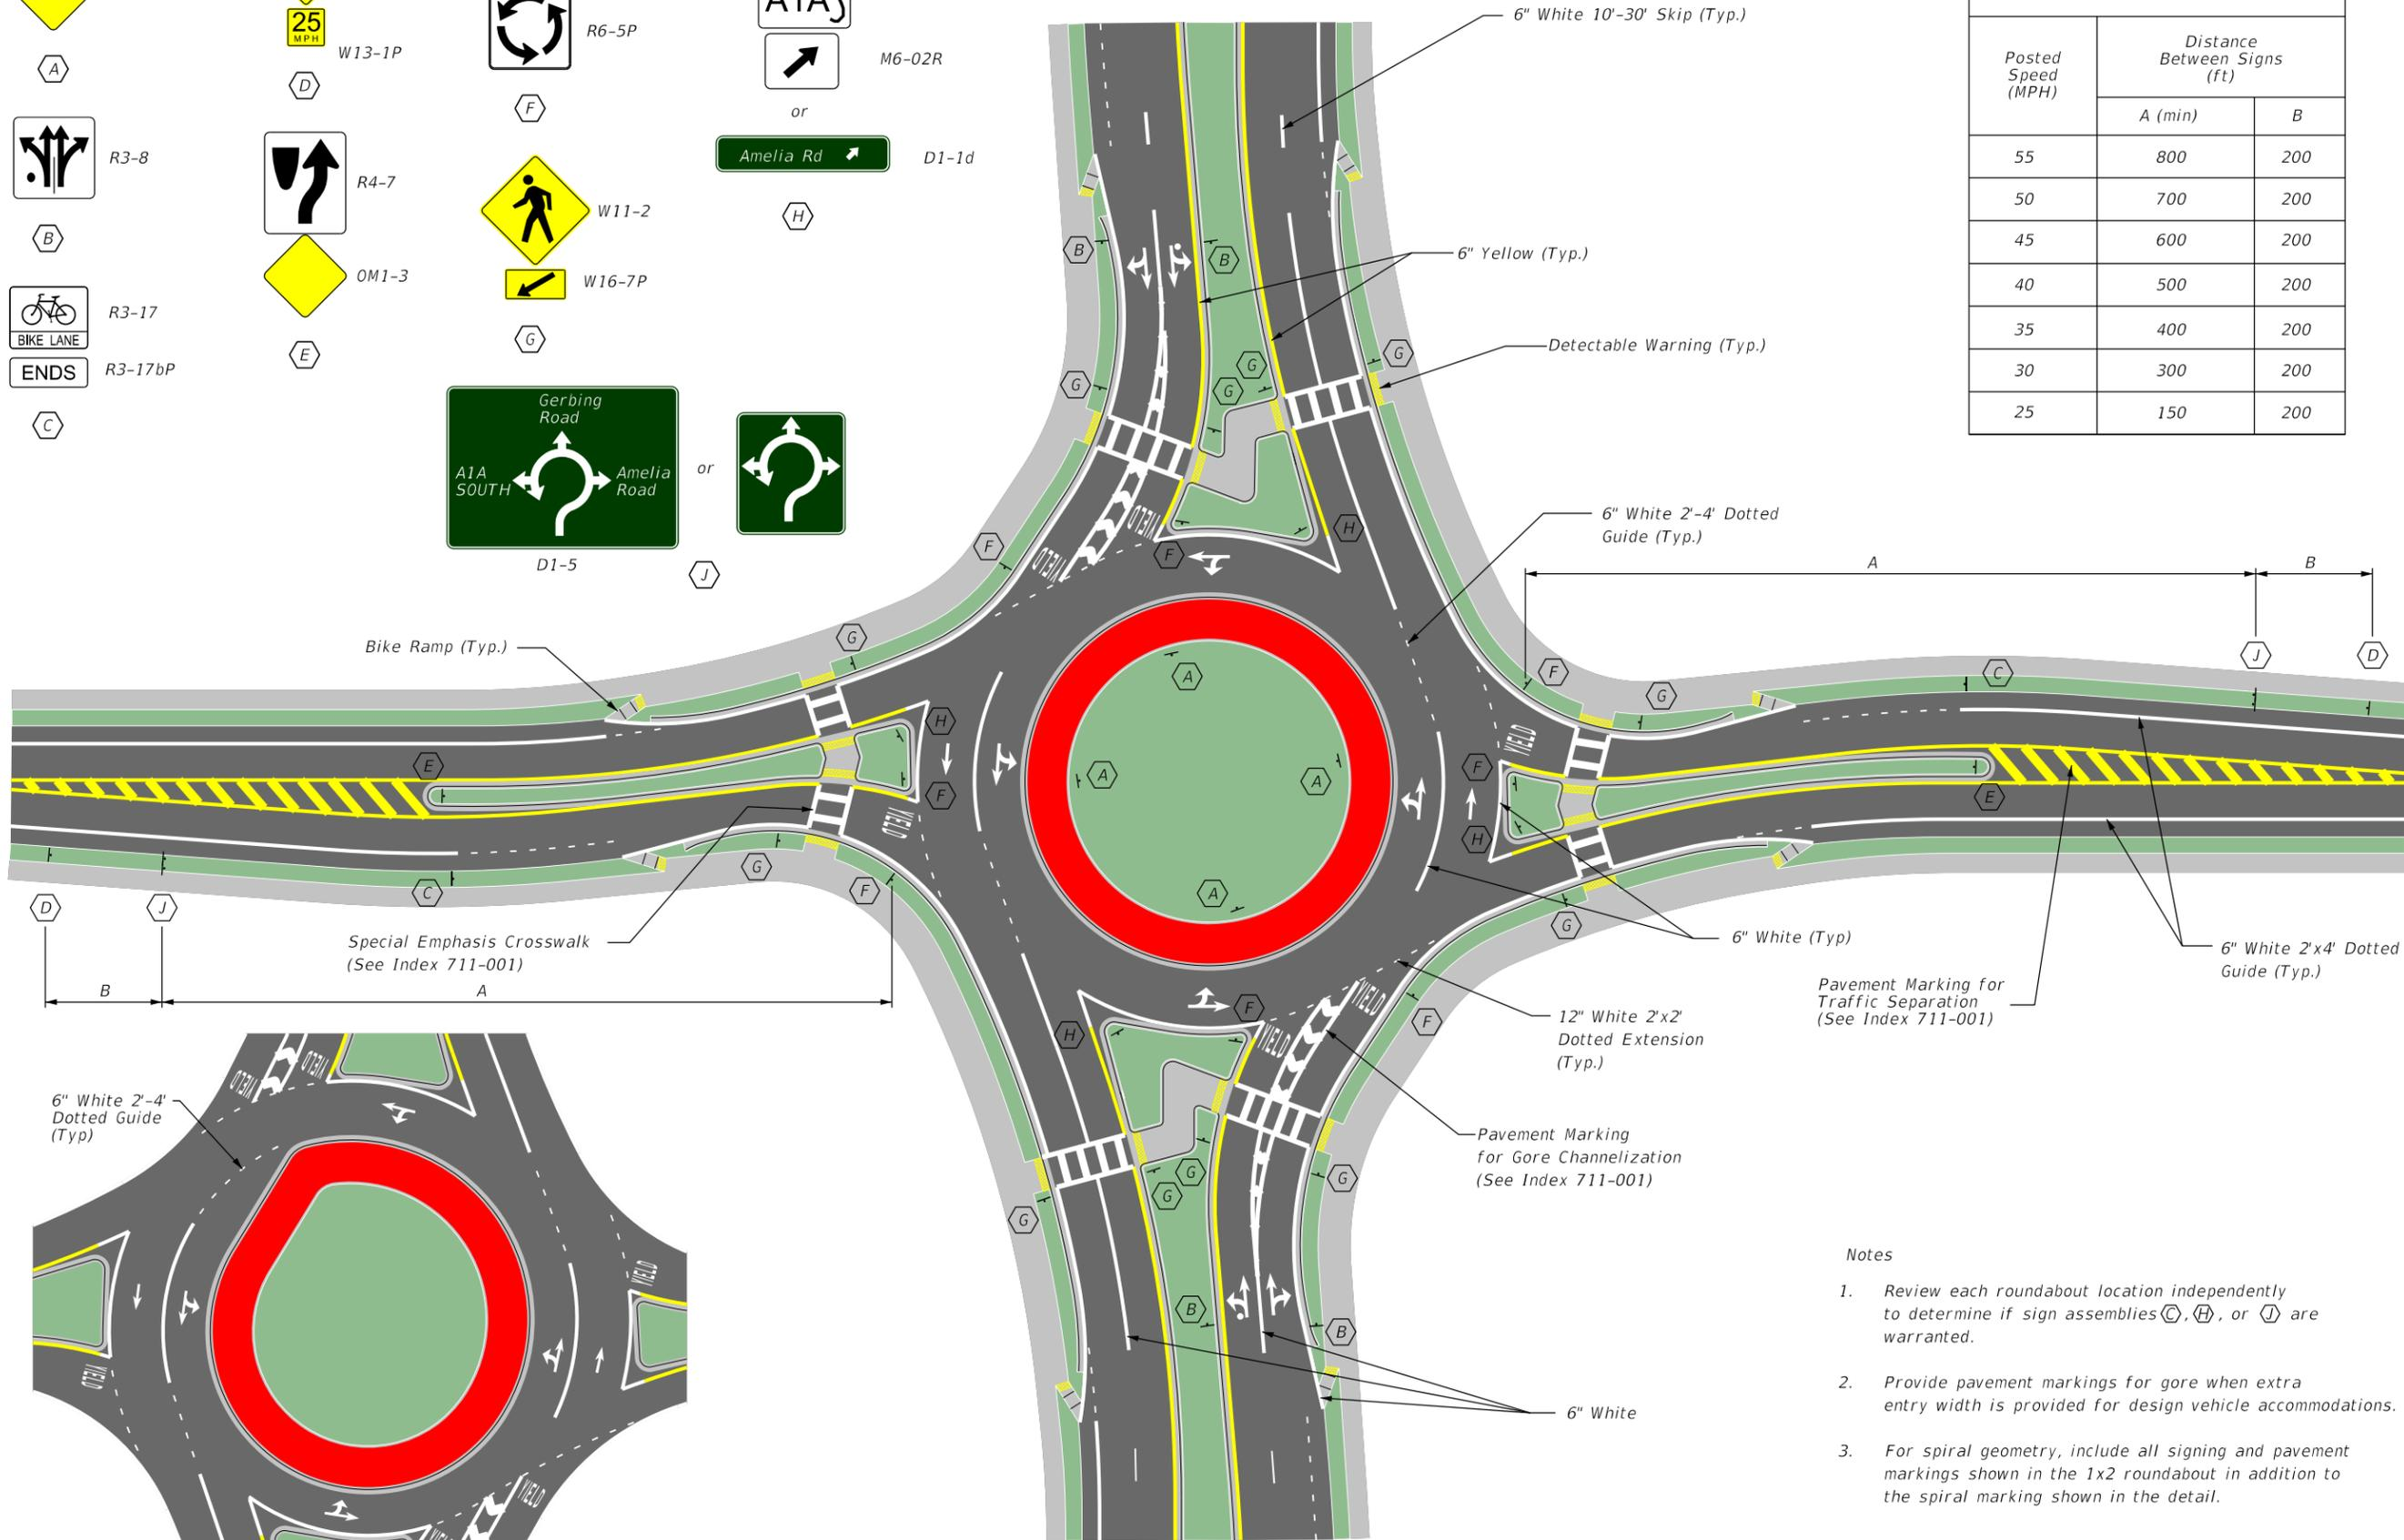 A
25
MPH
W13-1P
D
R6-5P
F
A1A
M6-02R
or
Amelia Rd
D1-1d
H
R3-8
B
R4-7
OM1-3
E
W11-2
W16-7P
G
BIKE LANE
R3-17
ENDS
R3-17bP
C
Gerbing
Road
A1A
SOUTH
Amelia
Road
or
D1-5
J
6" White 10'-30' Skip (Typ.)
6" Yellow (Typ.)
Detectable Warning (Typ.)
6" White 2'-4' Dotted
Guide (Typ.)
Posted
Speed
(MPH)
Distance
Between Signs
(ft)
A (min)
B
55 800 200
50 700 200
45 600 200
40 500 200
35 400 200
30 300 200
25 150 200
B
B
G
G
G
G
YIELD
YIELD
F
F
H
A
B
J
D
Bike Ramp (Typ.)
G
H
E
F
YIELD
A
A
A
A
F
G
C
YIELD
F
H
E
D
J
C
G
F
G
Special Emphasis Crosswalk
(See Index 711-001)
B
A
6" White (Typ)
6" White 2'x4' Dotted
Guide (Typ.)
Pavement Marking for
Traffic Separation
(See Index 711-001)
12" White 2'x2'
Dotted Extension
(Typ.)
Pavement Marking
for Gore Channelization
(See Index 711-001)
H
F
YIELD
YIELD
F
G
G
G
G
B
B
6" White
6" White 2'-4'
Dotted Guide
(Typ)
YIELD
YIELD
YIELD
YIELD
YIELD
YIELD
Notes
1. Review each roundabout location independently
to determine if sign assemblies C, H, or J are
warranted.
2. Provide pavement markings for gore when extra
entry width is provided for design vehicle accommodations.
3. For spiral geometry, include all signing and pavement
markings shown in the 1x2 roundabout in addition to
the spiral marking shown in the detail.